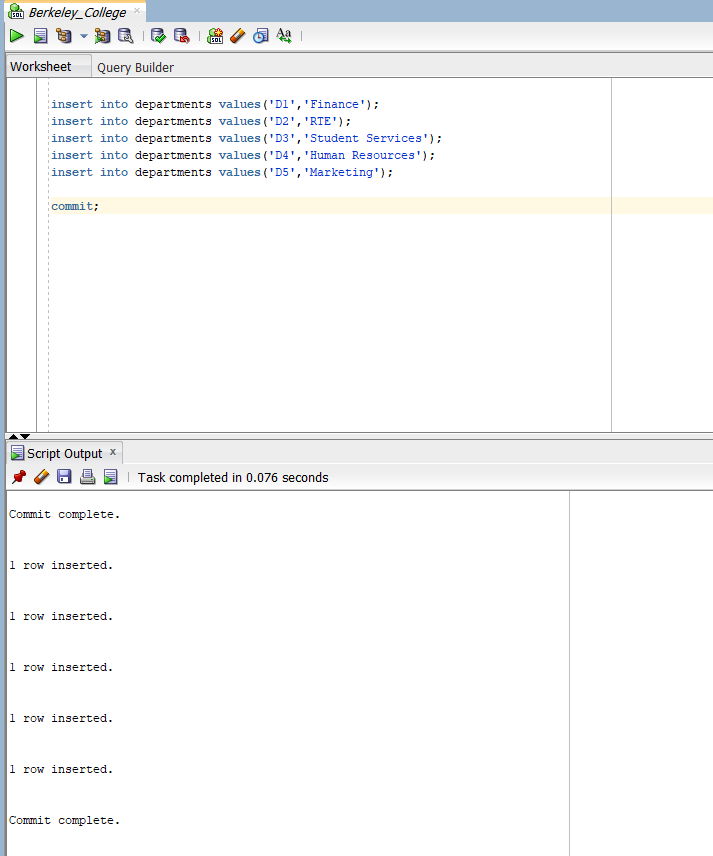 Berkeley_College
Worksheet Query Builder
insert into departments values('D1','Finance');
insert into departments values('D2','RTE');
insert into departments values('D3','Student Services');
insert into departments values('D4','Human Resources');
insert into departments values('D5','Marketing');
commit;
Script Output x
Task completed in 0.076 seconds
Commit complete.
1 row inserted.
1 row inserted.
1 row inserted.
1 row inserted.
1 row inserted.
Commit complete.